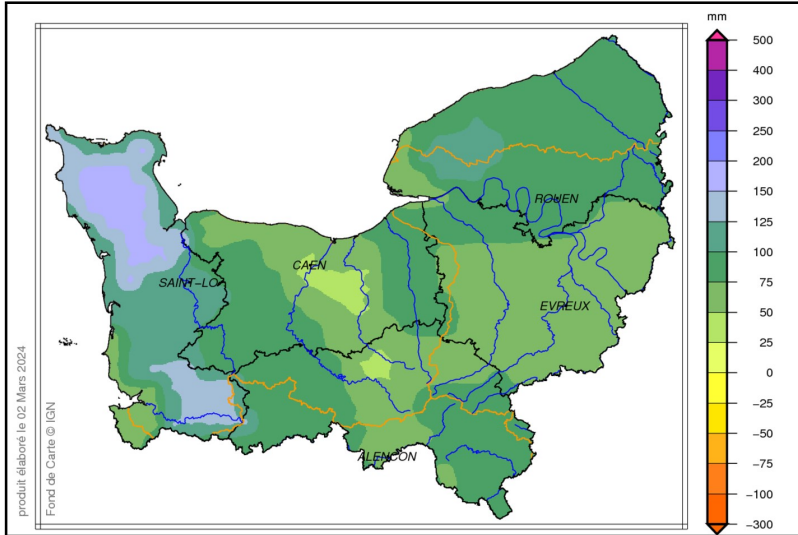 mm
500
400
300
250
200
150
125
100
75
50
25
0
−25
−50
−75
−100
−300
ROUEN
CAEN
SAINT−LO
EVREUX
ALENCON
produit élaboré le 02 Mars 2024
Fond de Carte © IGN